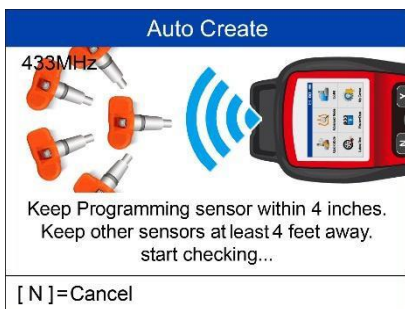 Auto Create
433MHz
Keep Programming sensor within 4 inches.
Keep other sensors at least 4 feet away.
start checking...
[ N ]=Cancel